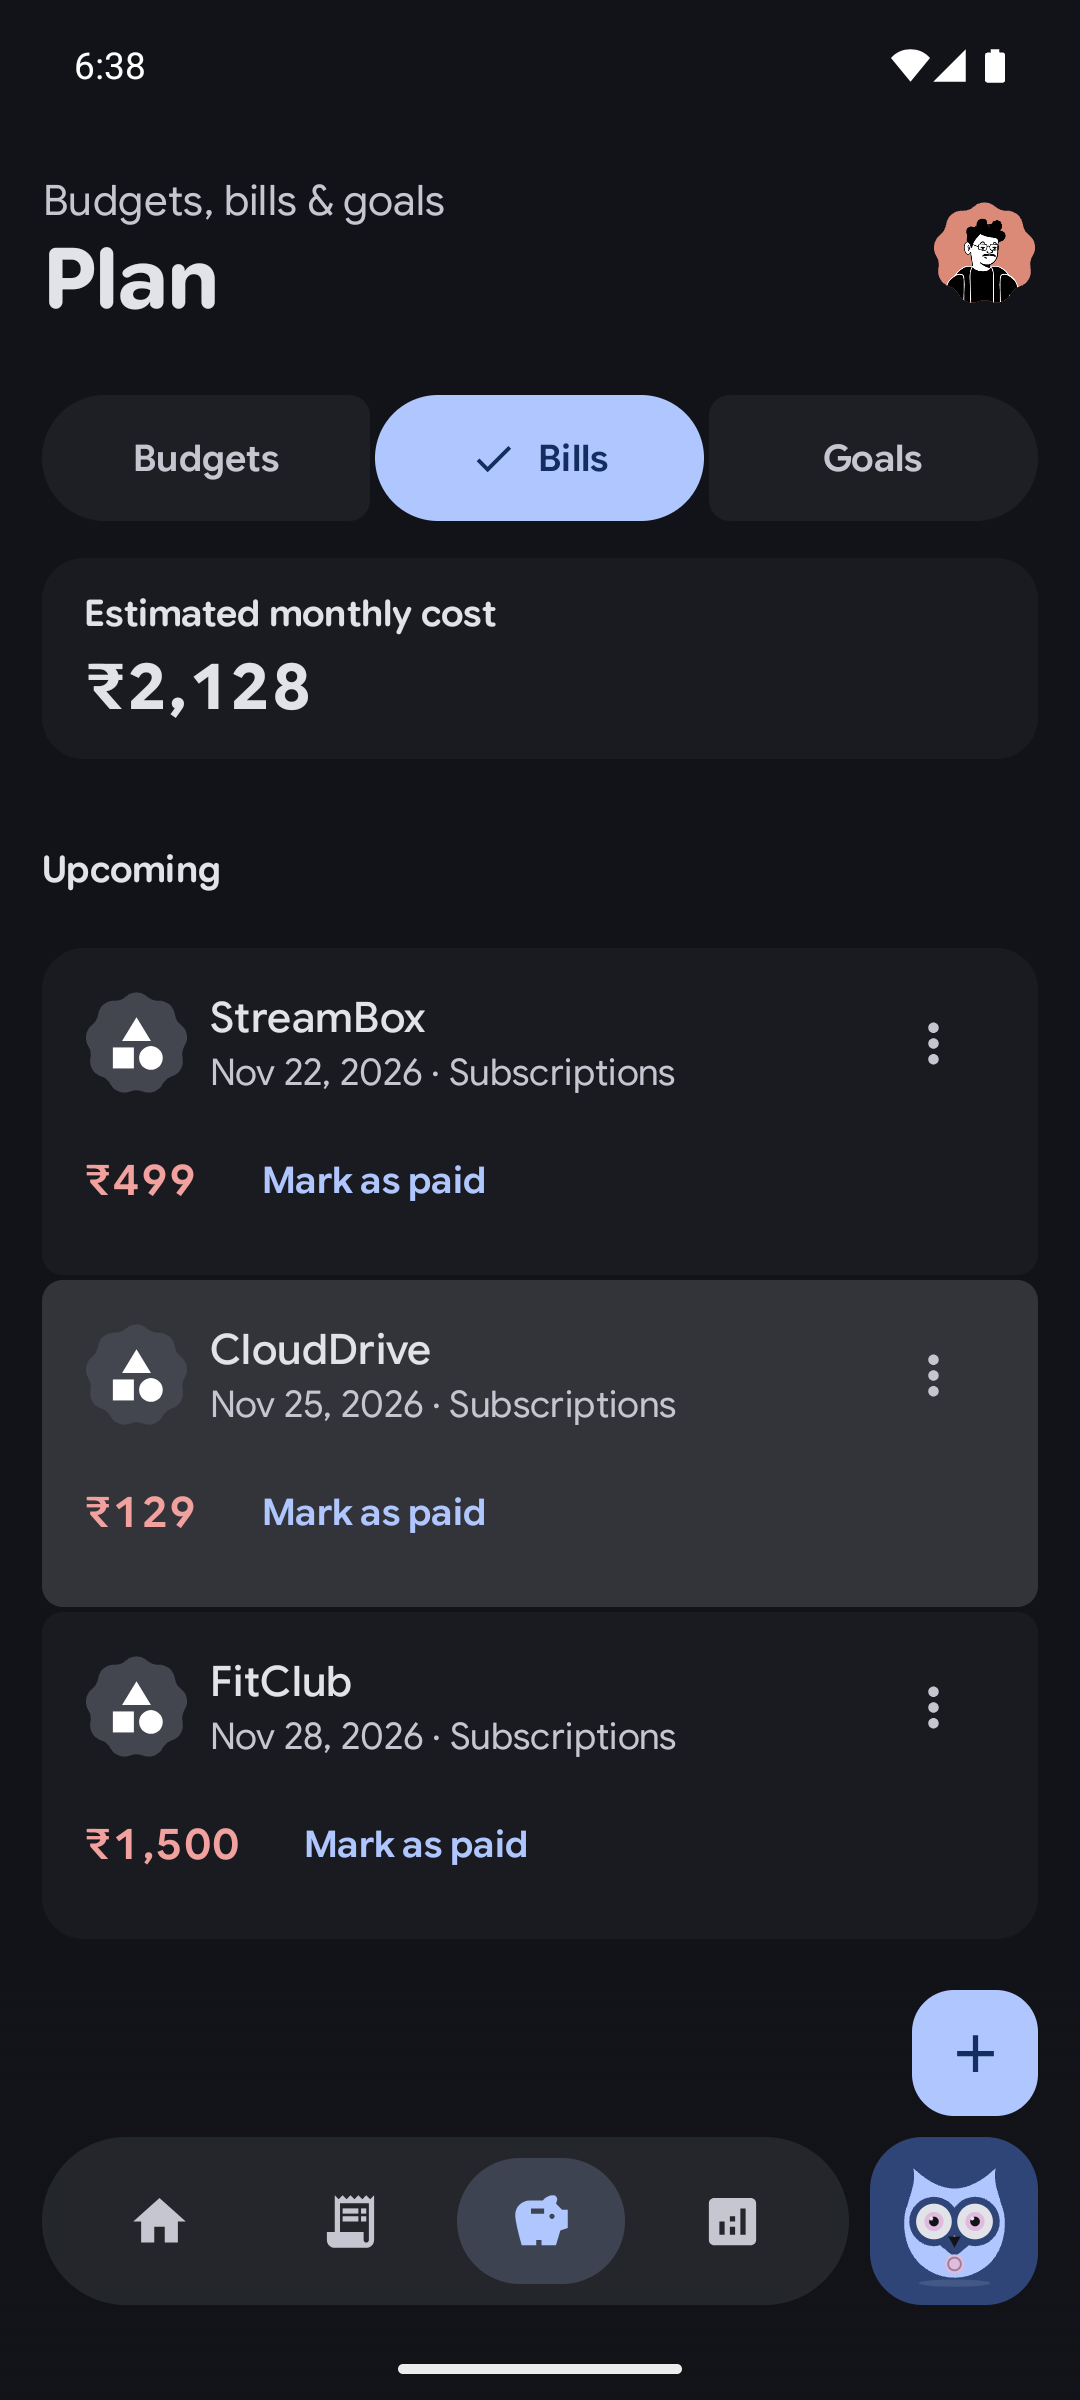 6:38
Budgets, bills & goals
Plan
Budgets
Bills
Goals
Estimated monthly cost
₹2,128
Upcoming
StreamBox
Nov 22, 2026 · Subscriptions
₹499
Mark as paid
CloudDrive
Nov 25, 2026 · Subscriptions
₹129
Mark as paid
FitClub
Nov 28, 2026 · Subscriptions
₹1,500
Mark as paid